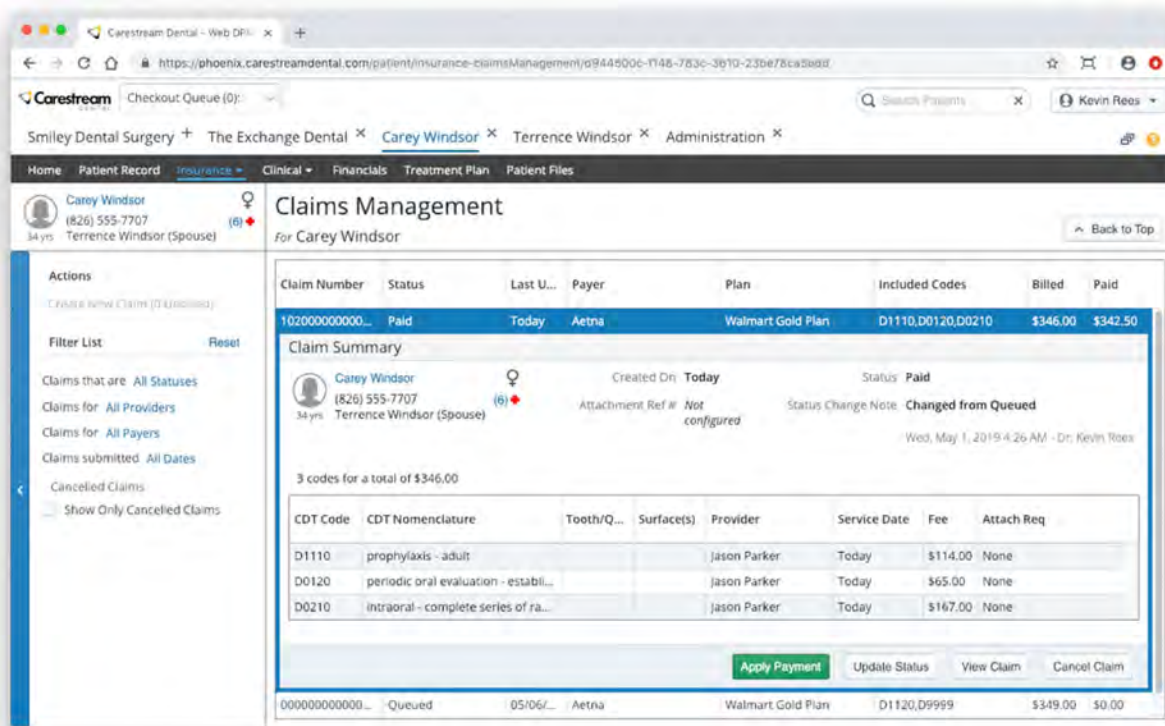 Carestream Dental - Web DPM × +
https://phoenix.carestreamdental.com/patient/insurance-claimsManagement/
Carestream DENTAL Checkout Queue (0): Search Patients × Kevin Rees
Smiley Dental Surgery + The Exchange Dental × Carey Windsor × Terrence Windsor × Administration ×
Home Patient Record Insurance Clinical Financials Treatment Plan Patient Files
Carey Windsor
(826) 555-7707 (6)
34 yrs Terrence Windsor (Spouse)
Claims Management
For Carey Windsor
Back to Top
Actions
Create New Claim (0 Unbilled)
Filter List Reset
Claims that are All Statuses
Claims for All Providers
Claims for All Payers
Claims submitted All Dates
Cancelled Claims
Show Only Cancelled Claims
Claim Number Status Last U... Payer Plan Included Codes Billed Paid
102000000000... Paid Today Aetna Walmart Gold Plan D1110,D0120,D0210 $346.00 $342.50
Claim Summary
Carey Windsor
(826) 555-7707 (6)
34 yrs Terrence Windsor (Spouse)
Created On Today Status Paid
Attachment Ref # Not configured Status Change Note Changed from Queued
Wed, May 1, 2019 4:26 AM - Dr. Kevin Rees
3 codes for a total of $346.00
CDT Code CDT Nomenclature Tooth/Q... Surface(s) Provider Service Date Fee Attach Req
D1110 prophylaxis - adult Jason Parker Today $114.00 None
D0120 periodic oral evaluation - establi... Jason Parker Today $65.00 None
D0210 intraoral - complete series of ra... Jason Parker Today $167.00 None
Apply Payment Update Status View Claim Cancel Claim
000000000000... Queued 05/06/... Aetna Walmart Gold Plan D1120,D9999 $349.00 $0.00